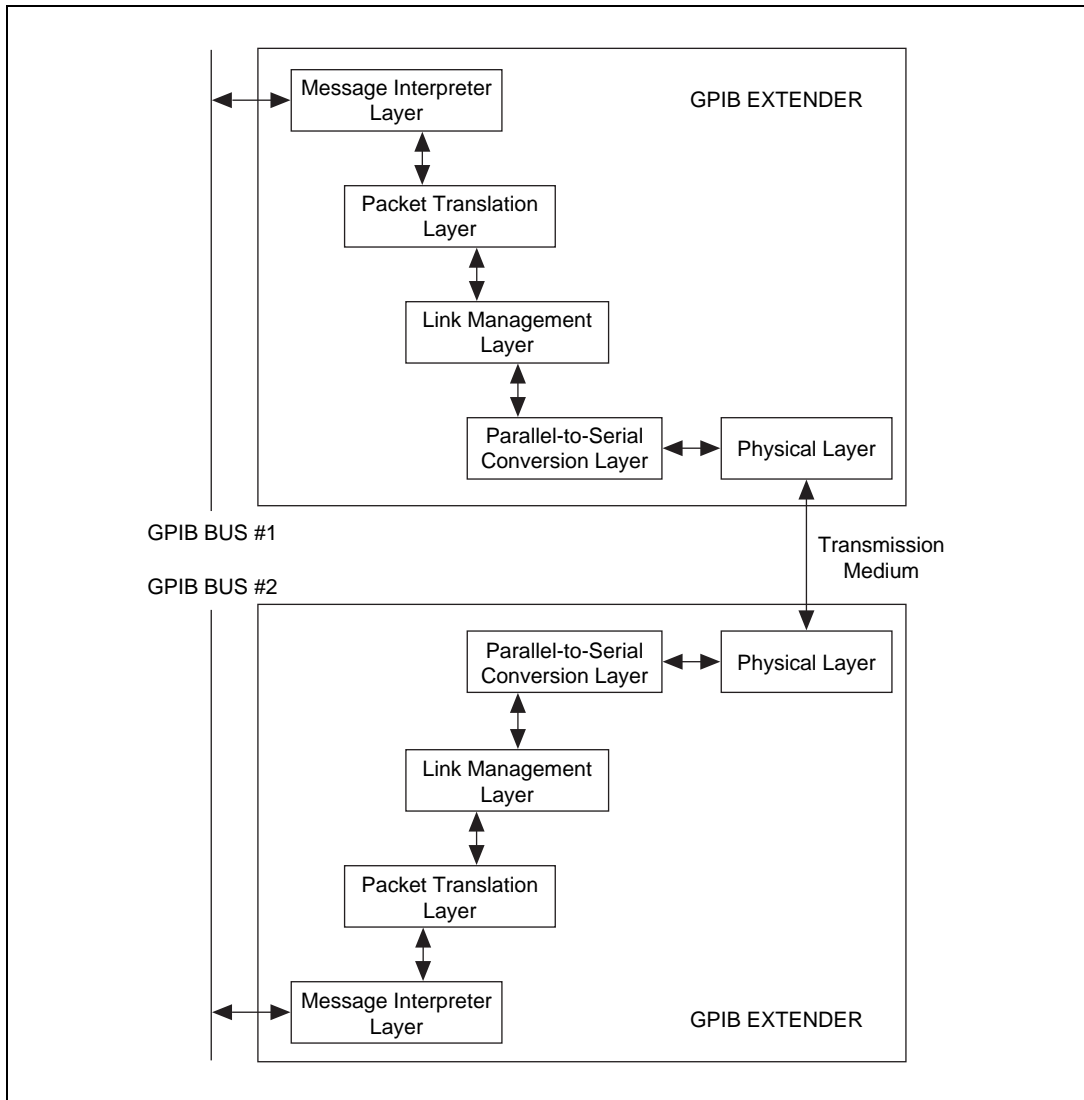 Message Interpreter
Layer
GPIB EXTENDER
Packet Translation
Layer
Link Management
Layer
Parallel-to-Serial
Conversion Layer
Physical Layer
GPIB BUS #1
Transmission
Medium
GPIB BUS #2
Parallel-to-Serial
Conversion Layer
Physical Layer
Link Management
Layer
Packet Translation
Layer
Message Interpreter
Layer
GPIB EXTENDER